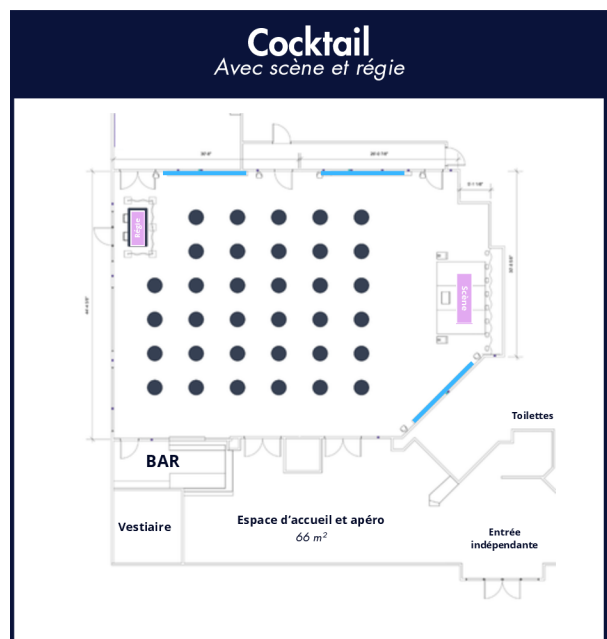 Cocktail
Avec scène et régie
Régie
Scène
Toilettes
BAR
Vestiaire
Espace d’accueil et apéro
66 m²
Entrée
indépendante